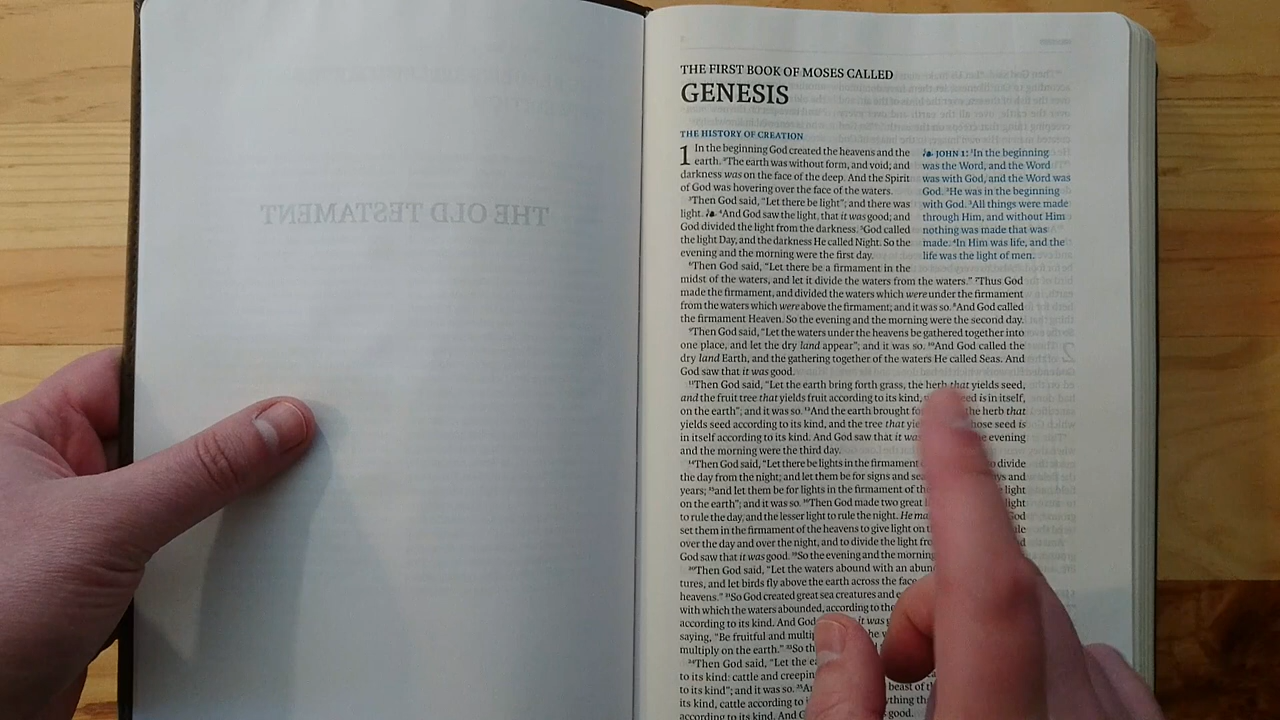 THE OLD TESTAMENT
THE FIRST BOOK OF MOSES CALLED
GENESIS
THE HISTORY OF CREATION
1 In the beginning God created the heavens and the
earth. ²The earth was without form, and void; and
darkness was on the face of the deep. And the Spirit
of God was hovering over the face of the waters.
³Then God said, “Let there be light”; and there was
light. ⁴And God saw the light, that it was good; and
God divided the light from the darkness. ⁵God called
the light Day, and the darkness He called Night. So the
evening and the morning were the first day.
⁶Then God said, “Let there be a firmament in the
midst of the waters, and let it divide the waters from the waters.” ⁷Thus God
made the firmament, and divided the waters which were under the firmament
from the waters which were above the firmament; and it was so. ⁸And God called
the firmament Heaven. So the evening and the morning were the second day.
⁹Then God said, “Let the waters under the heavens be gathered together into
one place, and let the dry land appear”; and it was so. ¹⁰And God called the
dry land Earth, and the gathering together of the waters He called Seas. And
God saw that it was good.
¹¹Then God said, “Let the earth bring forth grass, the herb that yields seed,
and the fruit tree that yields fruit according to its kind, is in itself,
on the earth”; and it was so. ¹²And the earth brought the herb that
yields seed according to its kind, and the tree that seed is
in itself according to its kind. And God saw that it evening
and the morning were the third day.
¹⁴Then God said, “Let there be lights in the firmament divide
the day from the night; and let them be for signs and and
years; ¹⁵and let them be for lights in the firmament of the light
on the earth”; and it was so. ¹⁶Then God made two great light
to rule the day, and the lesser light to rule the night. He God
set them in the firmament of the heavens to give light on
over the day and over the night, and to divide the light
God saw that it was good. ¹⁹So the evening and the morning
²⁰Then God said, “Let the waters abound with an
tures, and let birds fly above the earth across the face
heavens.” ²¹So God created great sea creatures and
with which the waters abounded, according to the
according to its kind. And God it was
saying, “Be fruitful and
multiply on the earth.” ²³So
²⁴Then God said, “Let the
to its kind: cattle and
to its kind”; and it was so. ²⁵ beast of
its kind, cattle according to
according to its kind. And good.
JOHN 1: ¹In the beginning
was the Word, and the Word
was with God, and the Word was
God. ²He was in the beginning
with God. ³All things were made
through Him, and without Him
nothing was made that was
made. ⁴In Him was life, and the
life was the light of men.